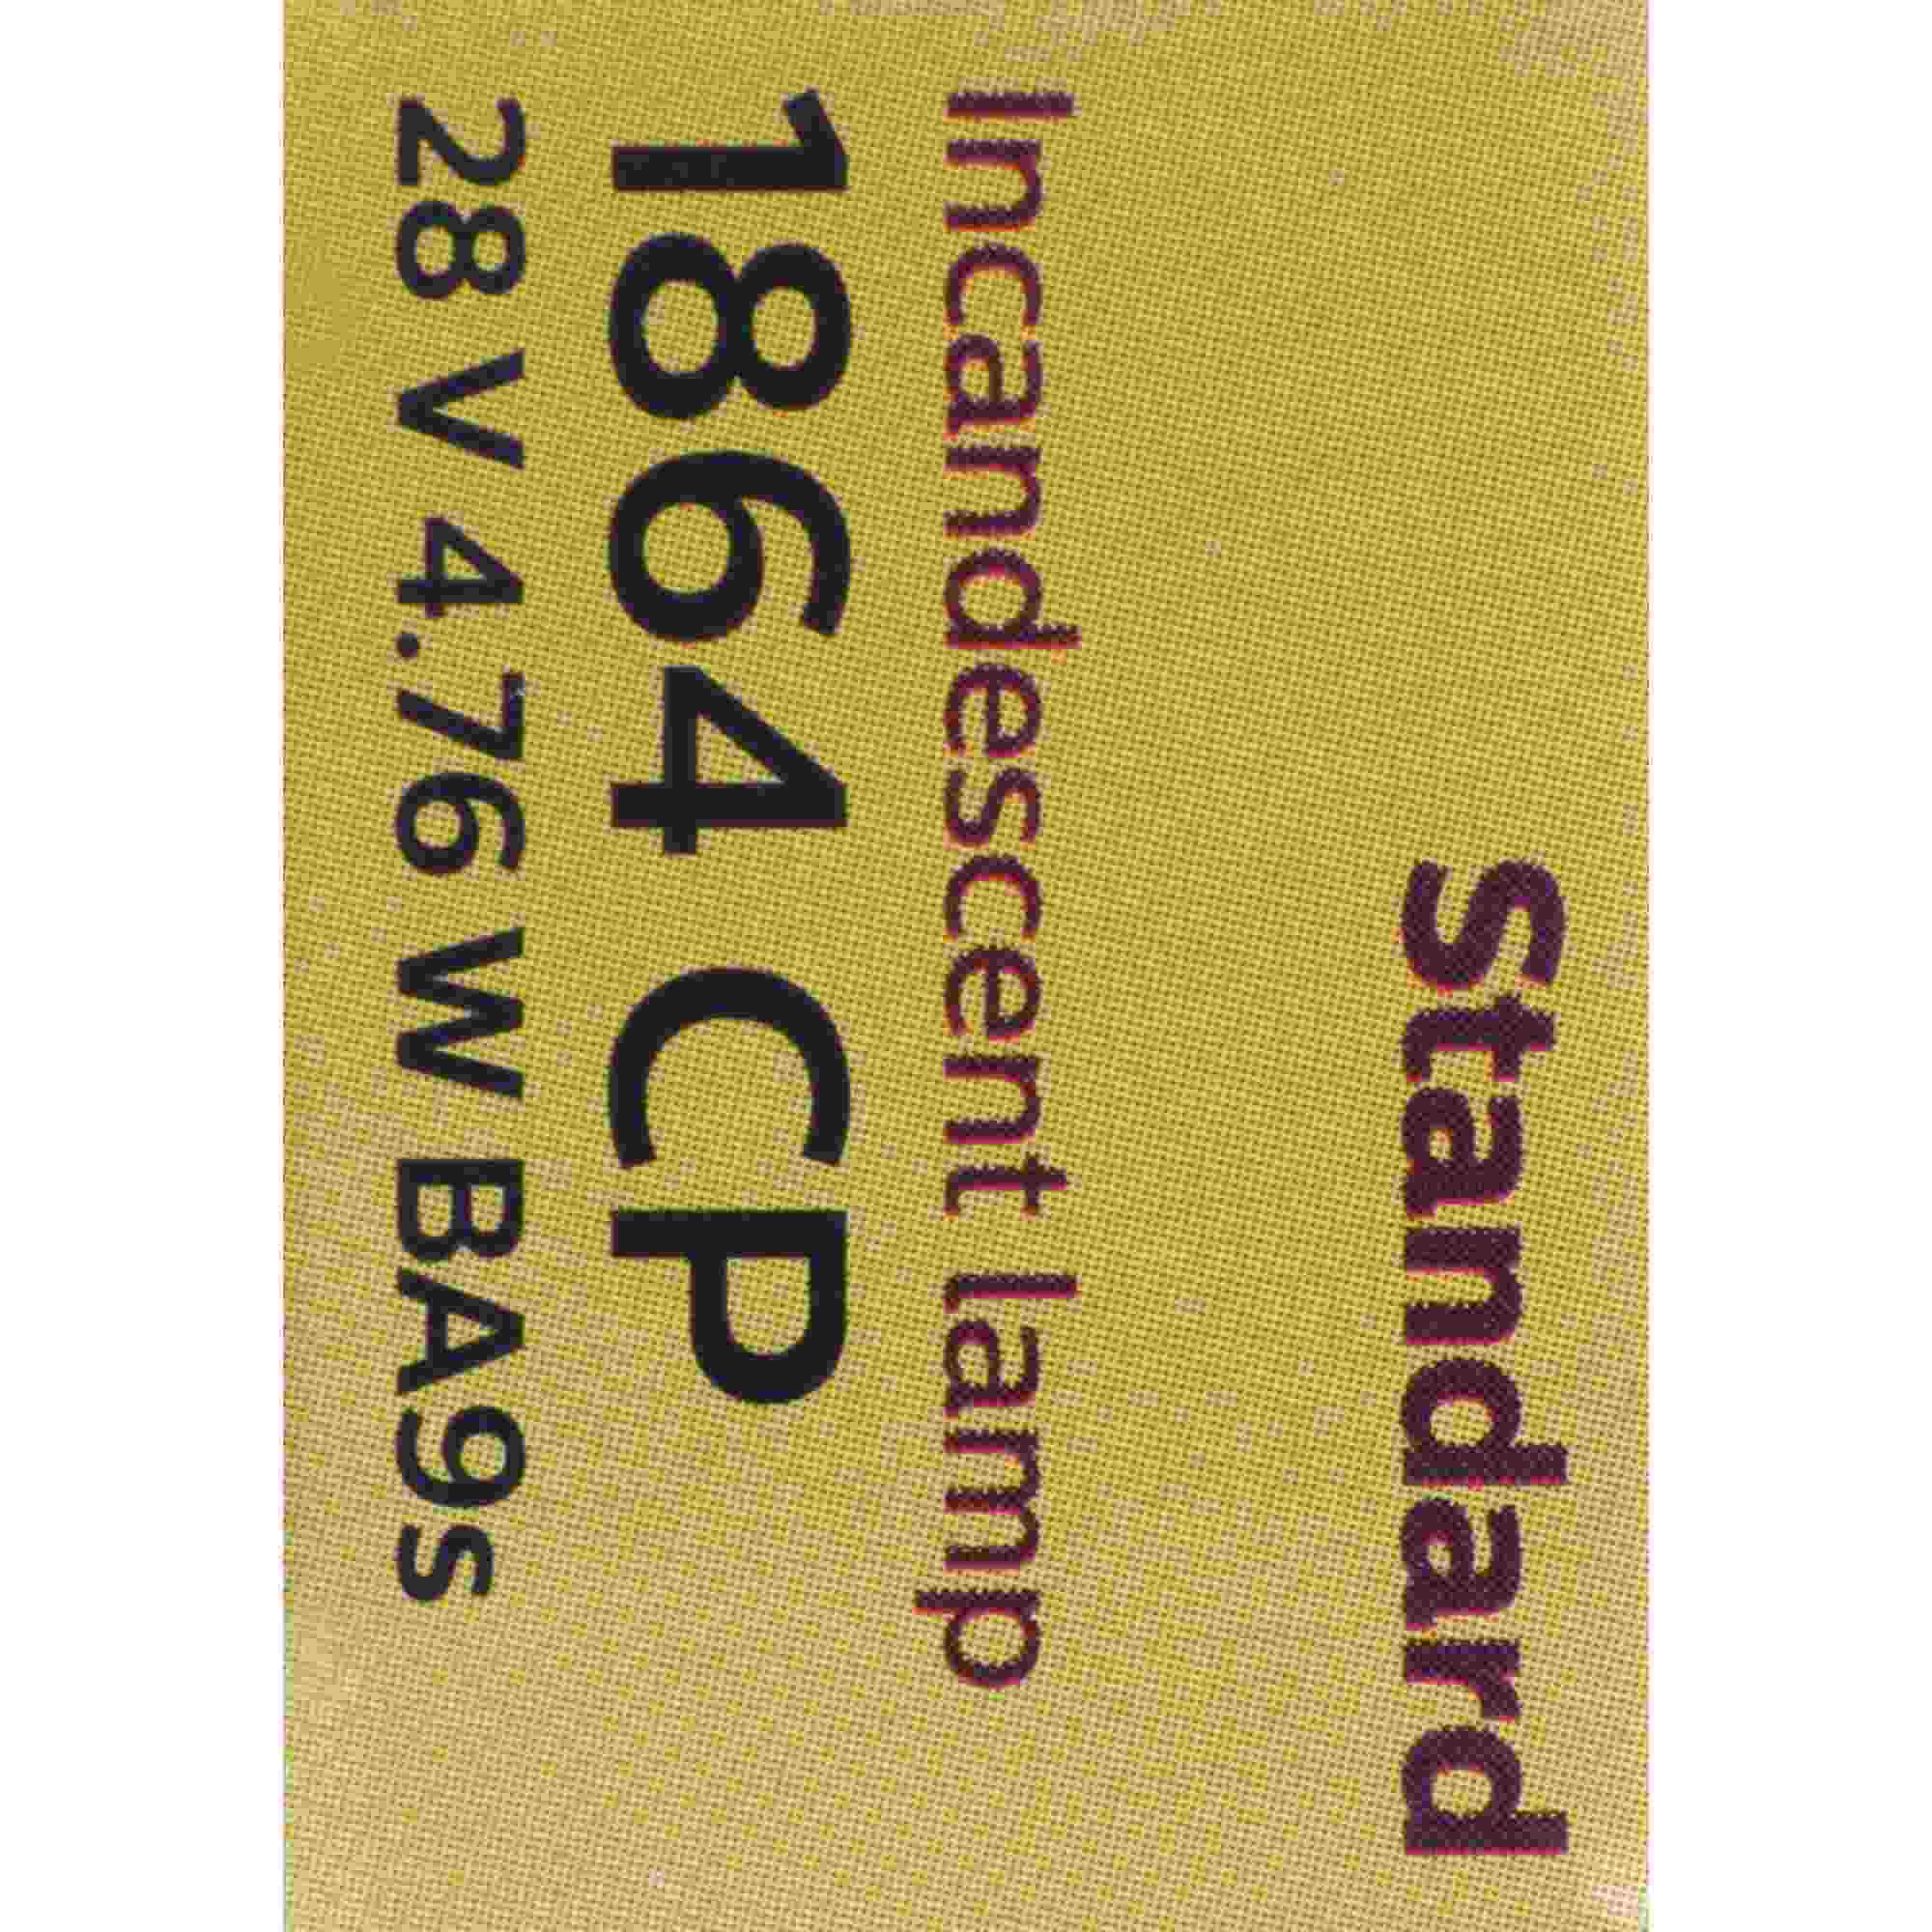 Standard
Incandescent lamp
1864 CP
28 V 4.76 W BA9s